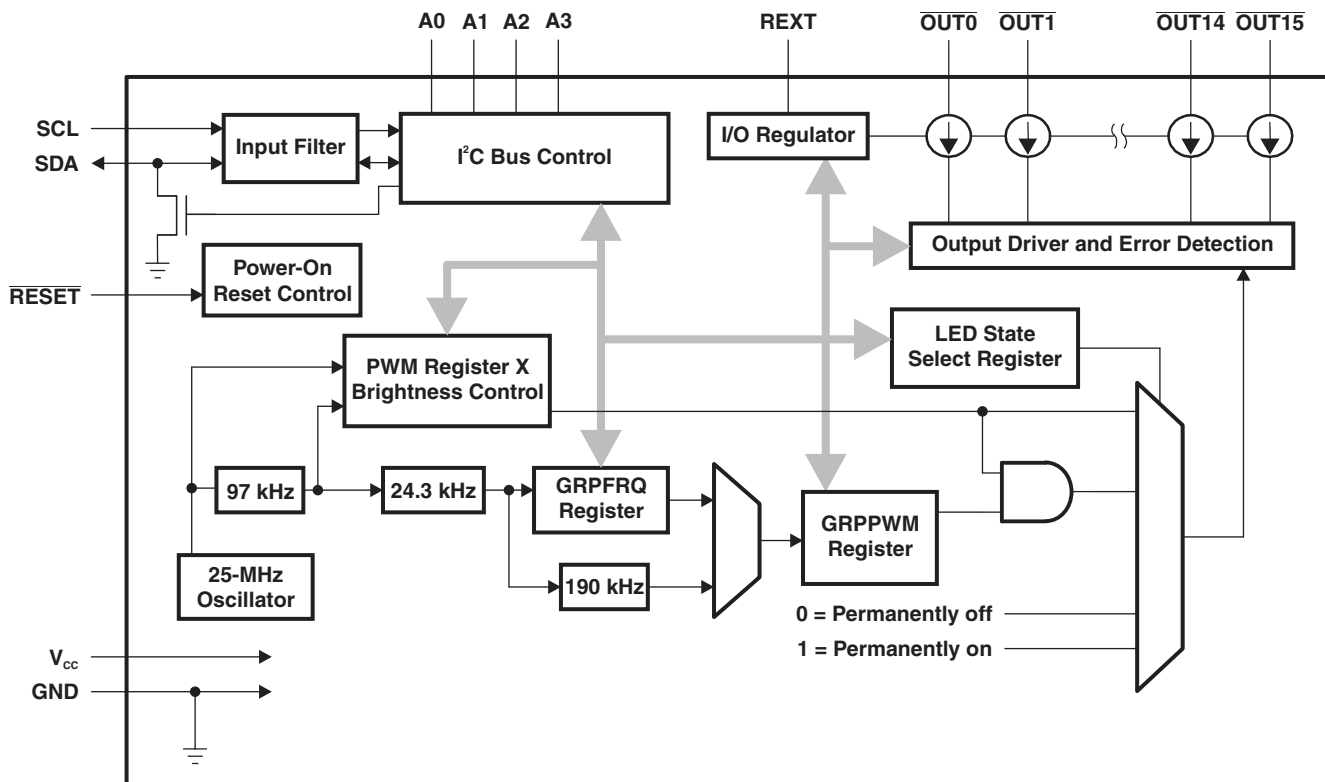 A0 A1 A2 A3 REXT OUT0 OUT1 OUT14 OUT15
SCL
SDA
Input Filter
I²C Bus Control
I/O Regulator
Output Driver and Error Detection
RESET
Power-On
Reset Control
LED State
Select Register
PWM Register X
Brightness Control
97 kHz
24.3 kHz
GRPFRQ
Register
GRPPWM
Register
25-MHz
Oscillator
190 kHz
0 = Permanently off
1 = Permanently on
Vcc
GND